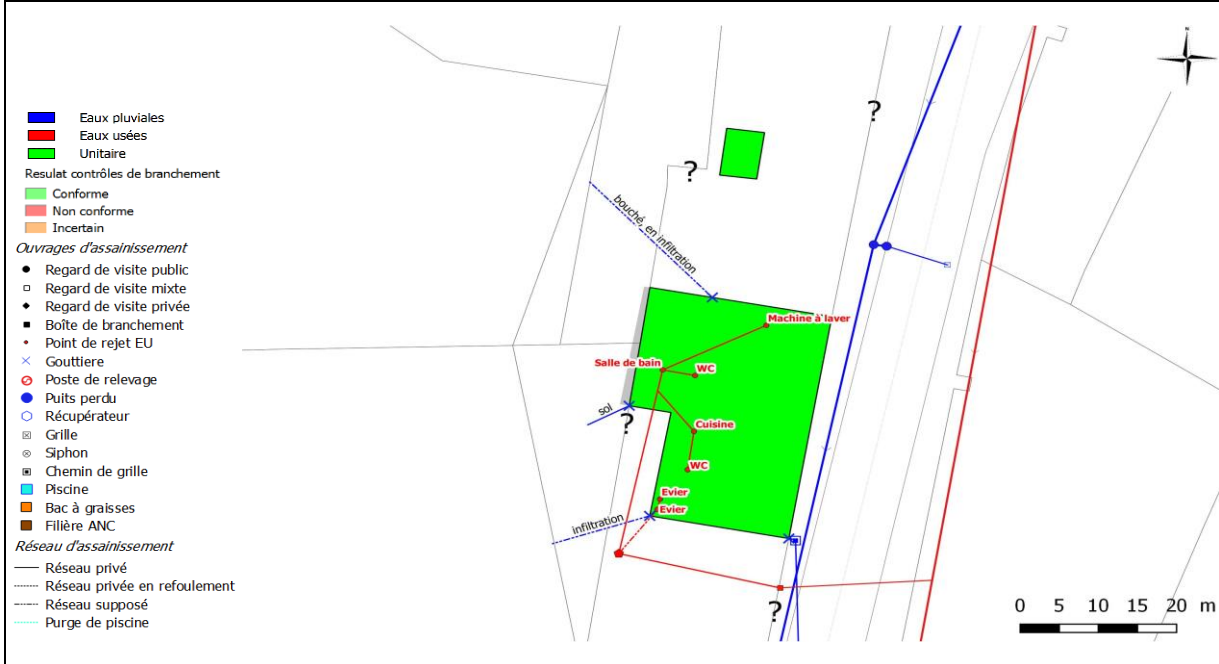 Eaux pluviales
Eaux usées
Unitaire
Resulat contrôles de branchement
Conforme
Non conforme
Incertain
Ouvrages d'assainissement
Regard de visite public
Regard de visite mixte
Regard de visite privée
Boîte de branchement
Point de rejet EU
Gouttiere
Poste de relevage
Puits perdu
Récupérateur
Grille
Siphon
Chemin de grille
Piscine
Bac à graisses
Filière ANC
Réseau d'assainissement
Réseau privé
Réseau privée en refoulement
Réseau supposé
Purge de piscine
?
?
bouché, en infiltration
Machine à laver
Salle de bain
WC
sol
?
Cuisine
WC
Evier
Evier
infiltration
?
0 5 10 15 20 m